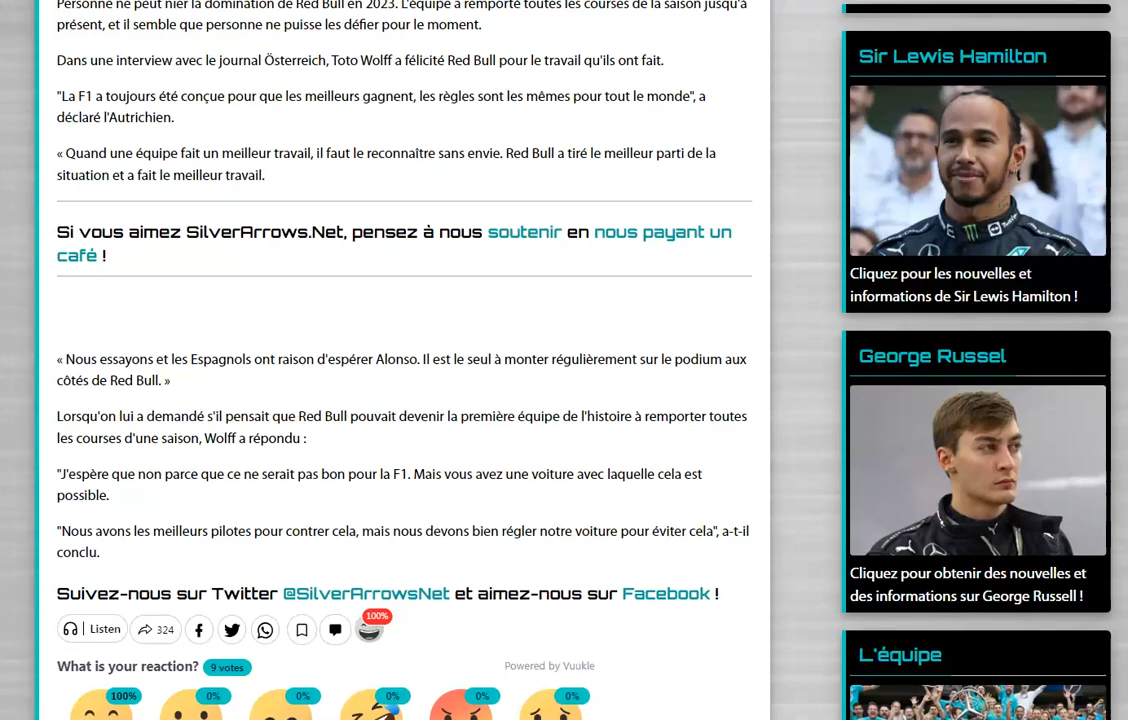 Personne ne peut nier la domination de Red Bull en 2023. L'équipe a remporté toutes les courses de la saison jusqu'à
présent, et il semble que personne ne puisse les défier pour le moment.
Dans une interview avec le journal Österreich, Toto Wolff a félicité Red Bull pour le travail qu'ils ont fait.
"La F1 a toujours été conçue pour que les meilleurs gagnent, les règles sont les mêmes pour tout le monde", a
déclaré l'Autrichien.
« Quand une équipe fait un meilleur travail, il faut le reconnaître sans envie. Red Bull a tiré le meilleur parti de la
situation et a fait le meilleur travail.
Si vous aimez SilverArrows.Net, pensez à nous soutenir en nous payant un
café !
« Nous essayons et les Espagnols ont raison d'espérer Alonso. Il est le seul à monter régulièrement sur le podium aux
côtés de Red Bull. »
Lorsqu'on lui a demandé s'il pensait que Red Bull pouvait devenir la première équipe de l'histoire à remporter toutes
les courses d'une saison, Wolff a répondu :
"J'espère que non parce que ce ne serait pas bon pour la F1. Mais vous avez une voiture avec laquelle cela est
possible.
"Nous avons les meilleurs pilotes pour contrer cela, mais nous devons bien régler notre voiture pour éviter cela", a-t-il
conclu.
Suivez-nous sur Twitter @SilverArrowsNet et aimez-nous sur Facebook !
Listen
324
100%
What is your reaction? 9 votes
Powered by Vuukle
100% 0% 0% 0% 0% 0%
Sir Lewis Hamilton
Cliquez pour les nouvelles et
informations de Sir Lewis Hamilton !
George Russel
Cliquez pour obtenir des nouvelles et
des informations sur George Russell !
L'équipe